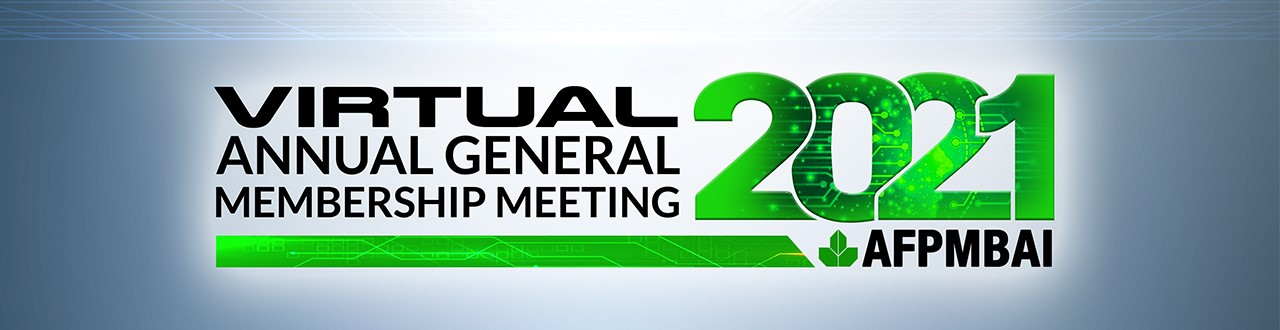 VIRTUAL
ANNUAL GENERAL
MEMBERSHIP MEETING
2021
AFPMBAI